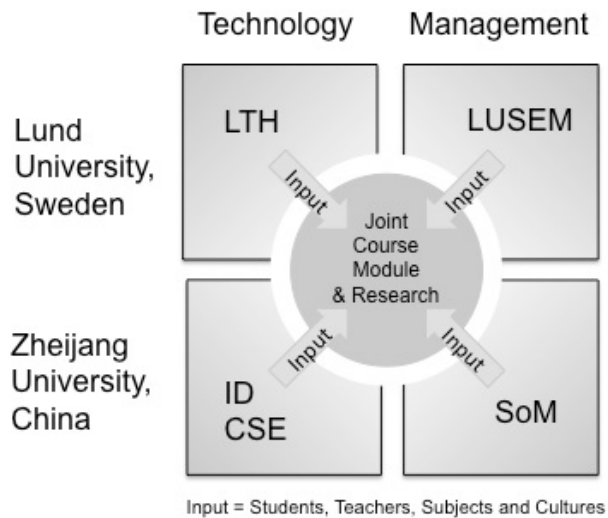 Technology Management
Lund
University,
Sweden
LTH
LUSEM
Input
Input
Joint
Course
Module
& Research
Zheijang
University,
China
Input
Input
ID
CSE
SoM
Input = Students, Teachers, Subjects and Cultures